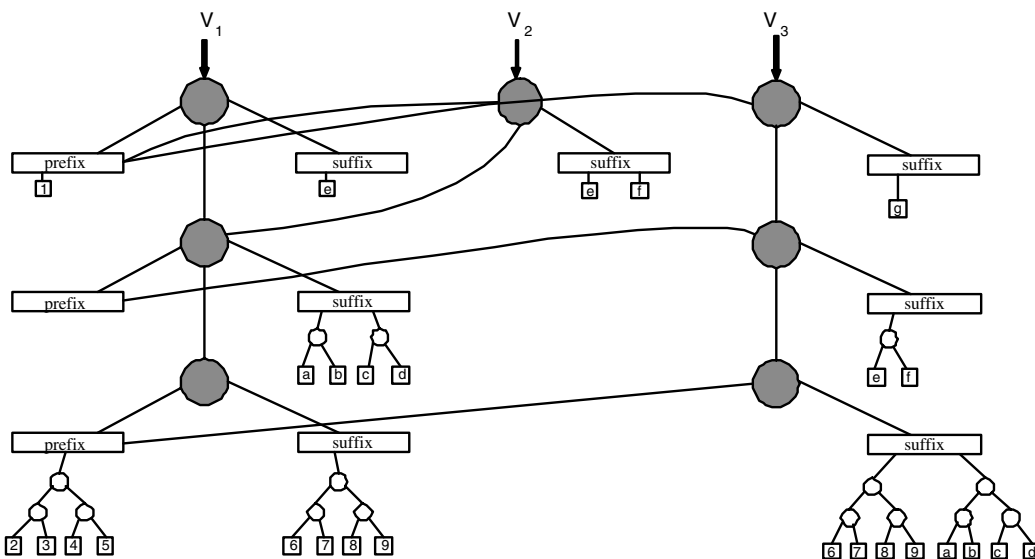 V1 V2 V3
prefix suffix suffix suffix
1 e e f g
prefix suffix suffix
a b c d e f
prefix suffix suffix
2 3 4 5 6 7 8 9 6 7 8 9 a b c d